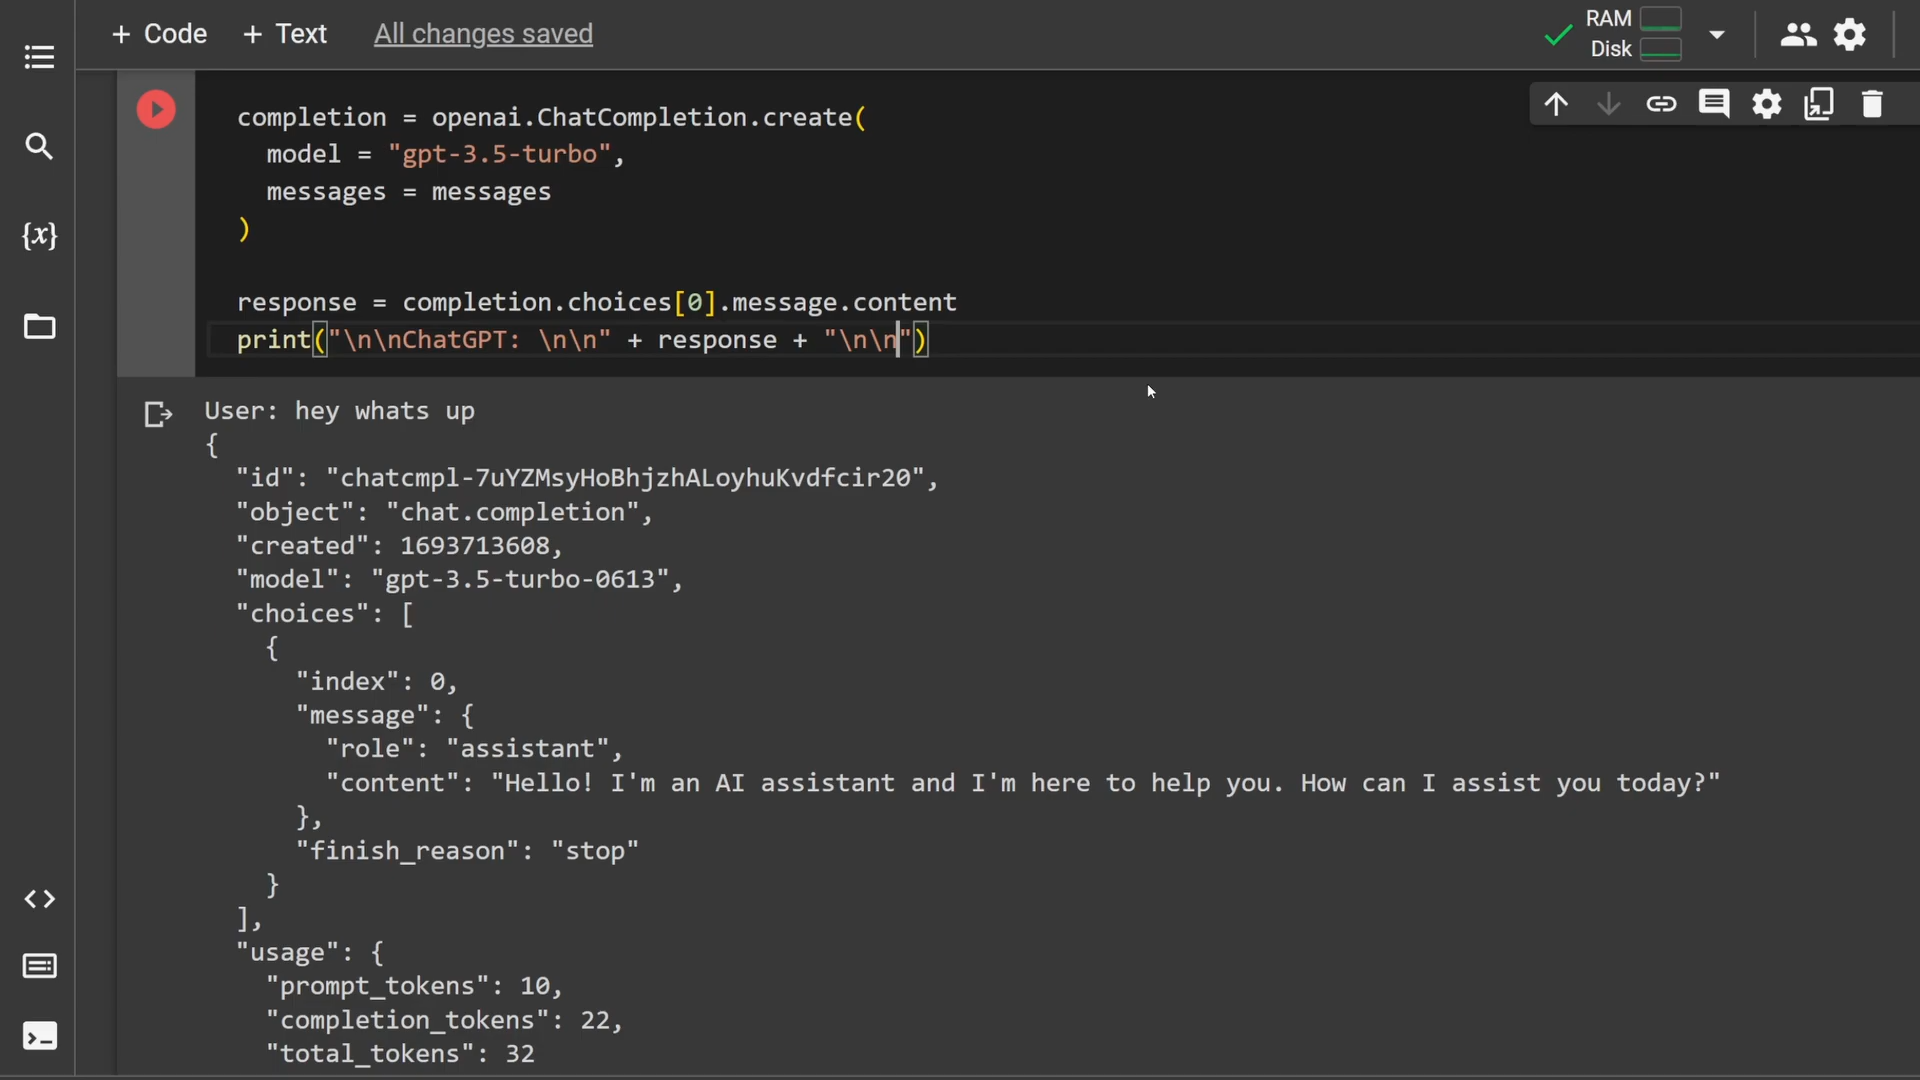 + Code + Text All changes saved
RAM
Disk
{x}
completion = openai.ChatCompletion.create(
model = "gpt-3.5-turbo",
messages = messages
)
response = completion.choices[0].message.content
print("\n\nChatGPT: \n\n" + response + "\n\n")
User: hey whats up
{
"id": "chatcmpl-7uYZMsyHoBhjzhALoyhuKvdfcir20",
"object": "chat.completion",
"created": 1693713608,
"model": "gpt-3.5-turbo-0613",
"choices": [
{
"index": 0,
"message": {
"role": "assistant",
"content": "Hello! I'm an AI assistant and I'm here to help you. How can I assist you today?"
},
"finish_reason": "stop"
}
],
"usage": {
"prompt_tokens": 10,
"completion_tokens": 22,
"total_tokens": 32